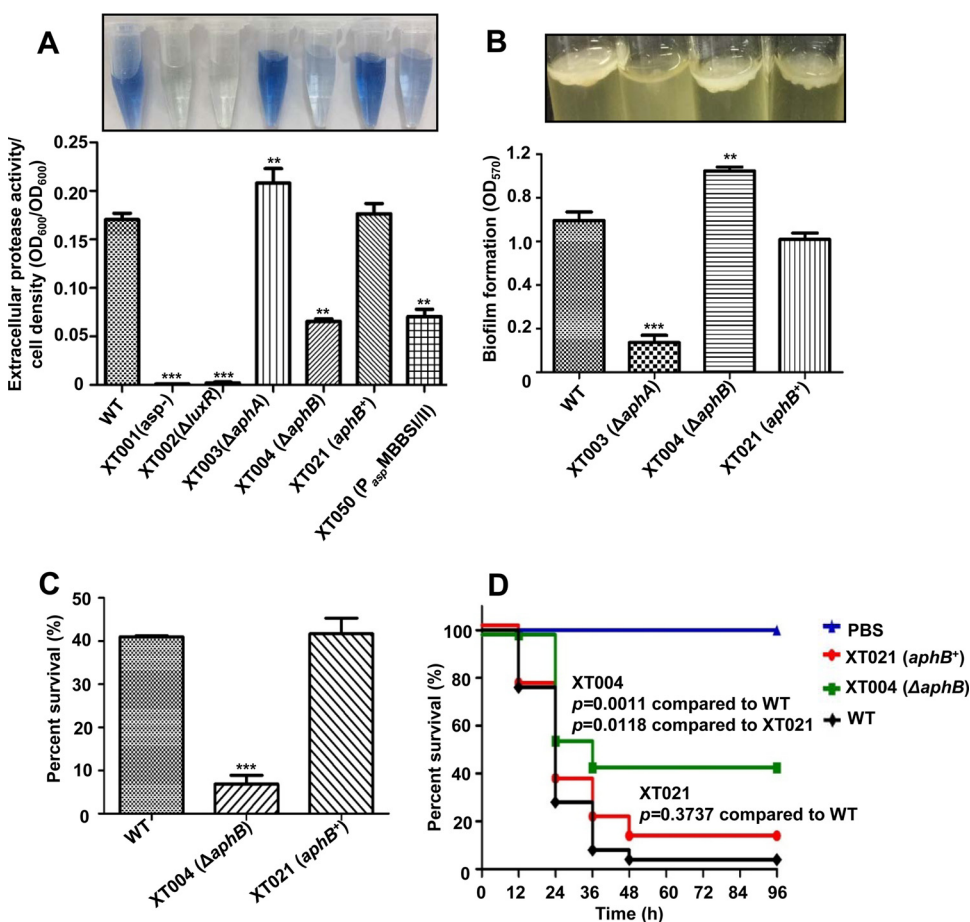 A
Extracellular protease activity/
cell density (OD600/OD600)
0.25
0.20
0.15
0.10
0.05
0
***
***
**
**
**
WT
XT001(asp-)
XT002(ΔluxR)
XT003(ΔaphA)
XT004 (ΔaphB)
XT021 (aphB+)
XT050 (PaspMBBSI/II)
B
Biofilm formation (OD570)
1.2
0.8
1.0
0.4
0.2
0
***
**
WT
XT003 (ΔaphA)
XT004 (ΔaphB)
XT021 (aphB+)
C
Percent survival (%)
50
40
30
20
10
0
***
WT
XT004 (ΔaphB)
XT021 (aphB+)
D
Percent survival (%)
100
80
60
40
20
0
XT004
p=0.0011 compared to WT
p=0.0118 compared to XT021
XT021
p=0.3737 compared to WT
0 12 24 36 48 60 72 84 96
Time (h)
PBS
XT021 (aphB+)
XT004 (ΔaphB)
WT